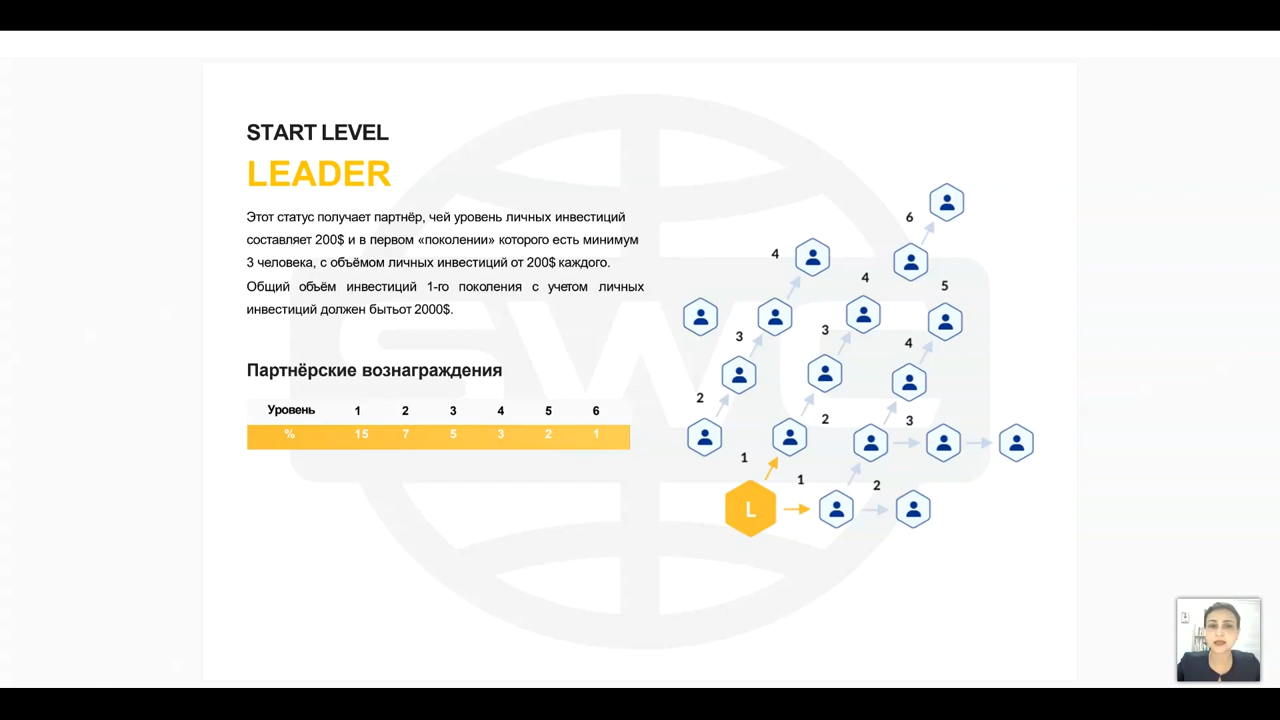 START LEVEL
LEADER
Этот статус получает партнёр, чей уровень личных инвестиций
составляет 200$ и в первом «поколении» которого есть минимум
3 человека, с объёмом личных инвестиций от 200$ каждого.
Общий объём инвестиций 1-го поколения с учетом личных
инвестиций должен бытьот 2000$.
Партнёрские вознаграждения
Уровень 1 2 3 4 5 6
% 15 7 5 3 2 1
6
4
4
5
3
3
4
2
2
3
1
1
2
L
SWC